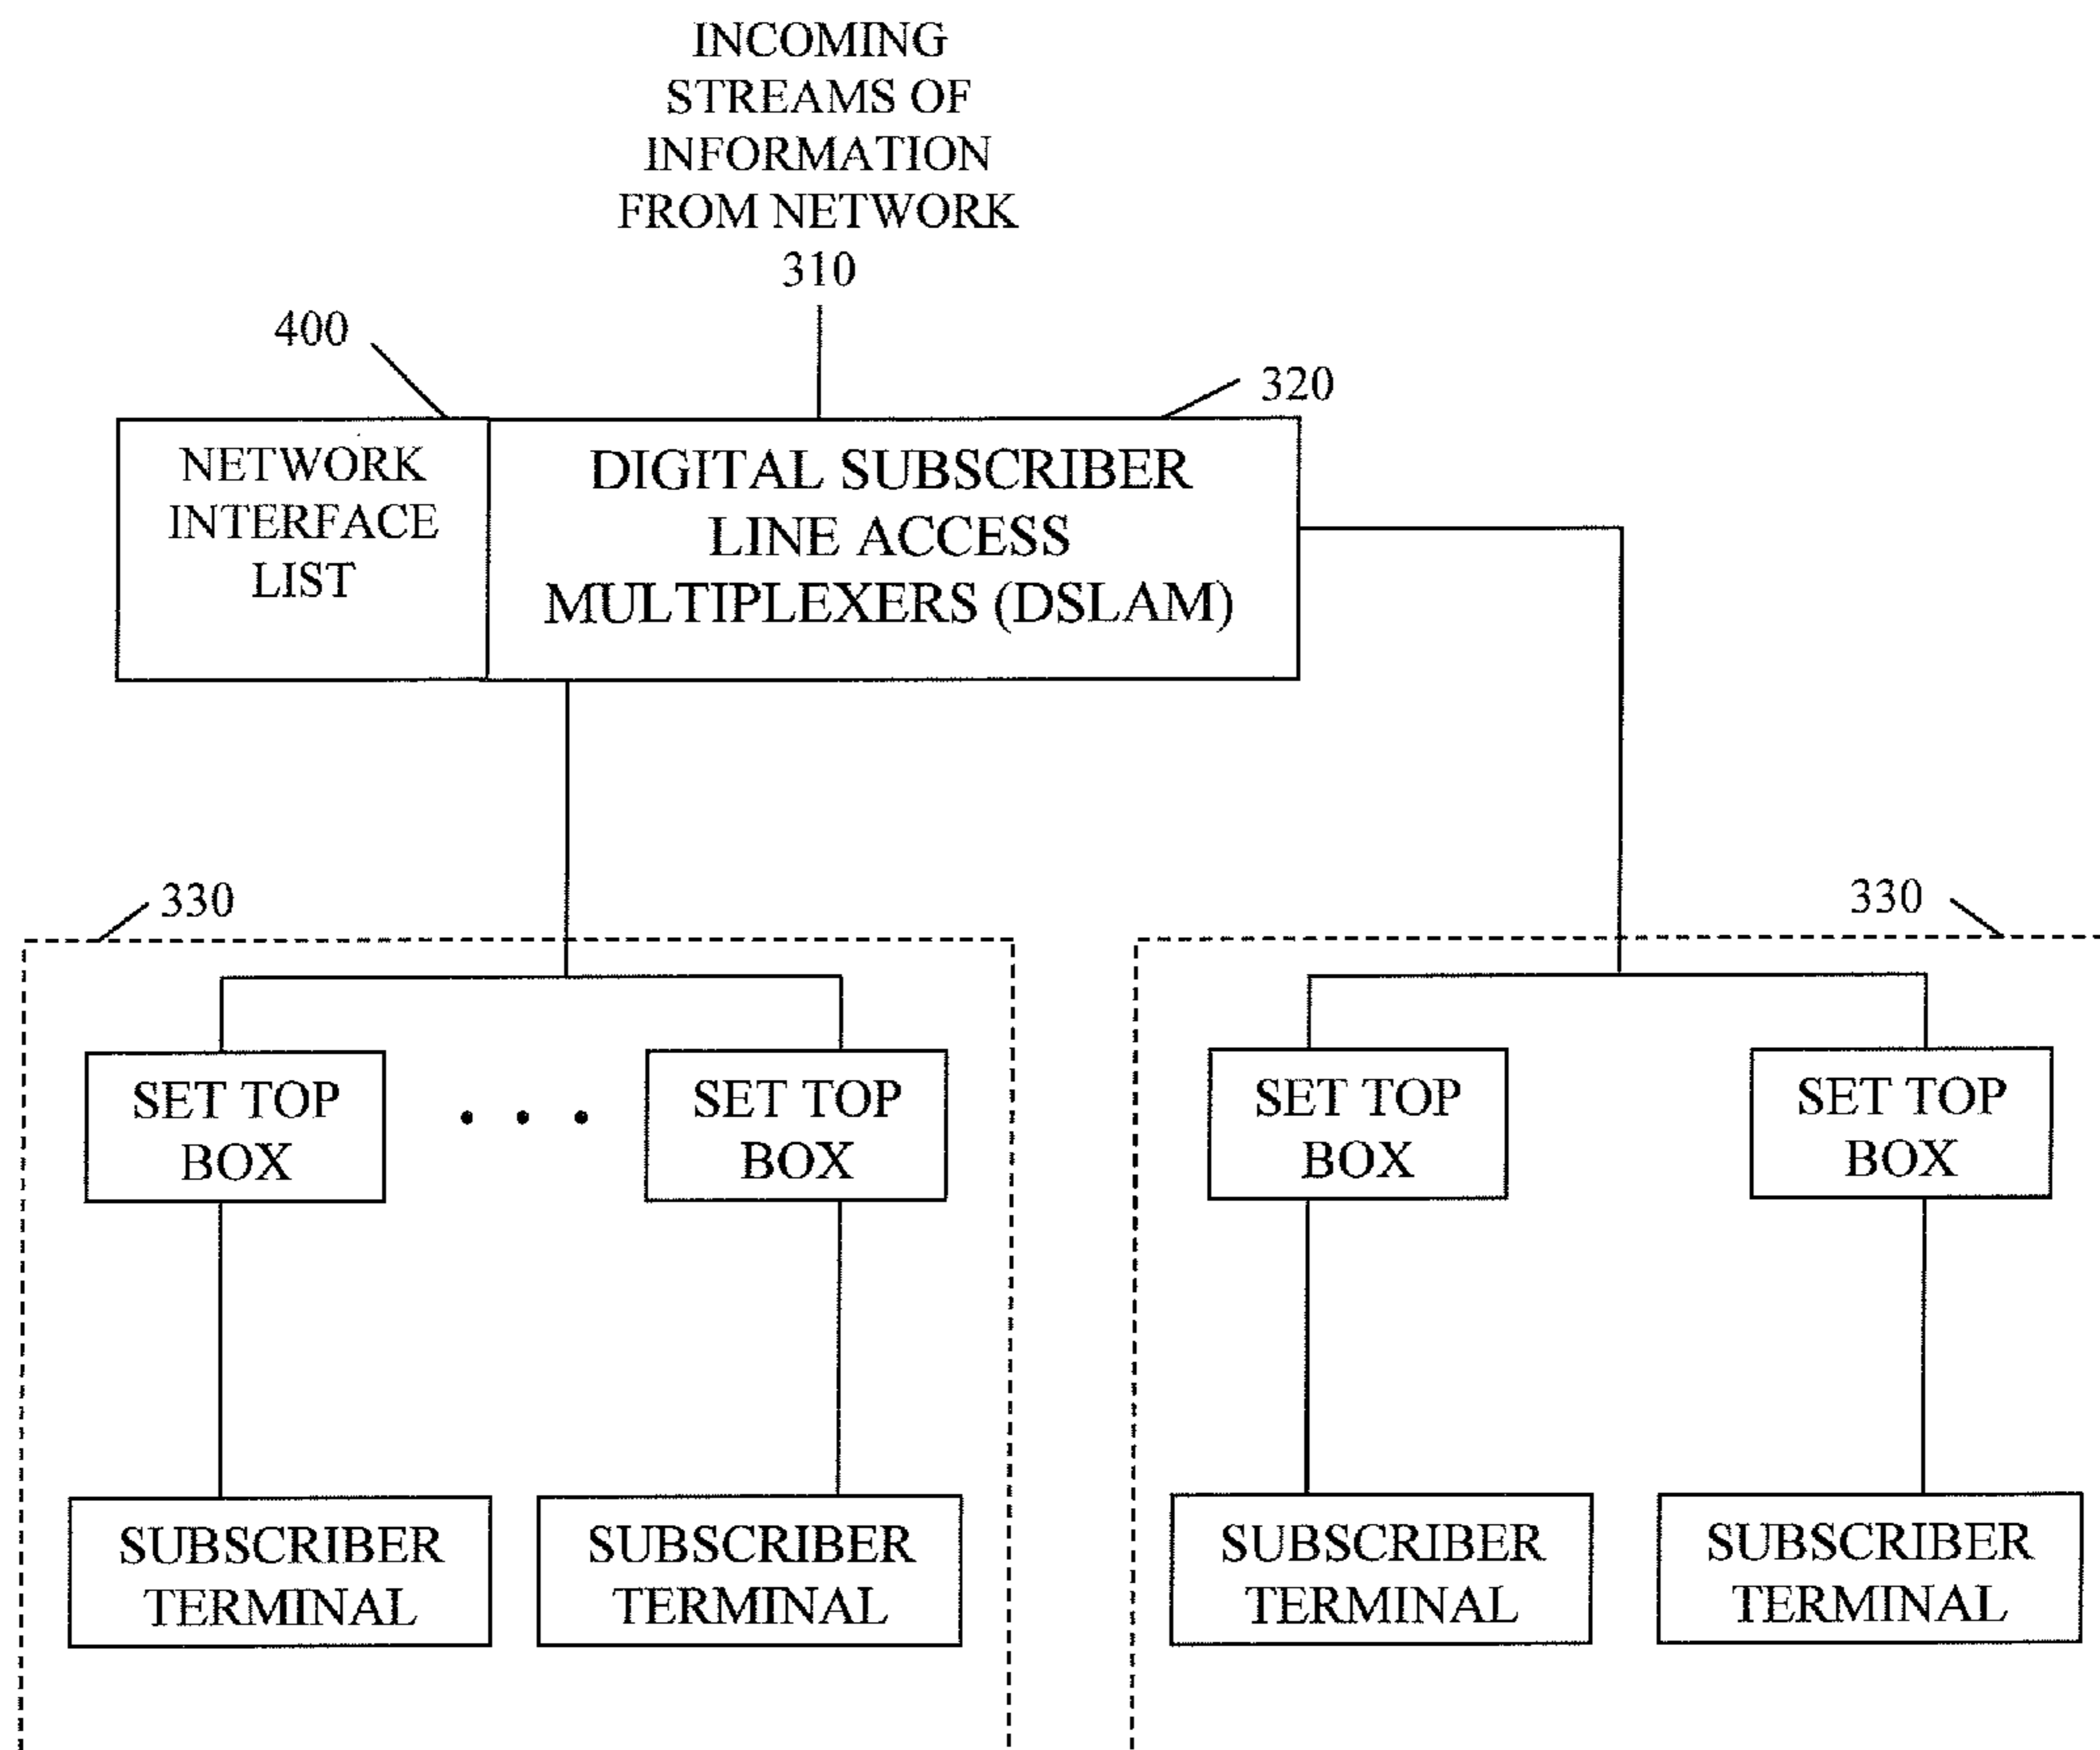 INCOMING
STREAMS OF
INFORMATION
FROM NETWORK
310
400
320
NETWORK
INTERFACE
LIST
DIGITAL SUBSCRIBER
LINE ACCESS
MULTIPLEXERS (DSLAM)
330
330
SET TOP
BOX
. . .
SET TOP
BOX
SET TOP
BOX
SET TOP
BOX
SUBSCRIBER
TERMINAL
SUBSCRIBER
TERMINAL
SUBSCRIBER
TERMINAL
SUBSCRIBER
TERMINAL